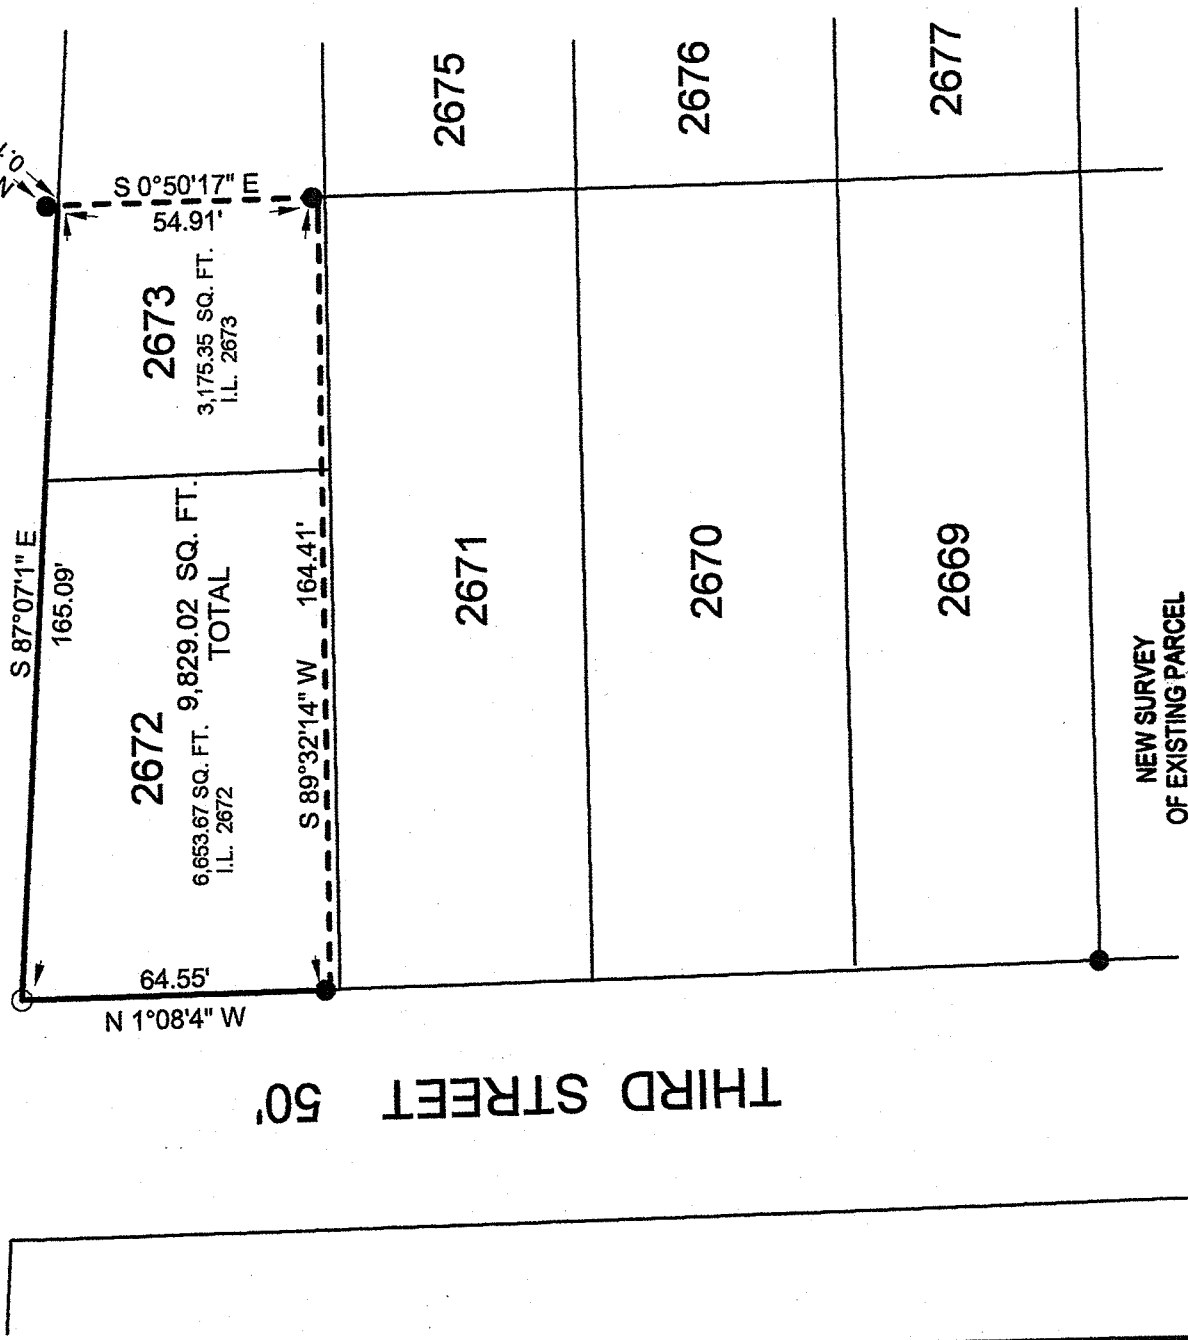 S 0°50'17" E
54.91'
2673
3,175.35 SQ. FT.
I.L. 2673
2675
2676
2677
S 87°07'1" E
165.09'
2672
6,653.67 SQ. FT.
I.L. 2672
9,829.02 SQ. FT.
TOTAL
S 89°32'14" W 164.41'
2671
2670
2669
64.55'
N 1°08'4" W
NEW SURVEY
OF EXISTING PARCEL
THIRD STREET 50'